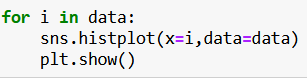 for i in data:
    sns.histplot(x=i,data=data)
    plt.show()